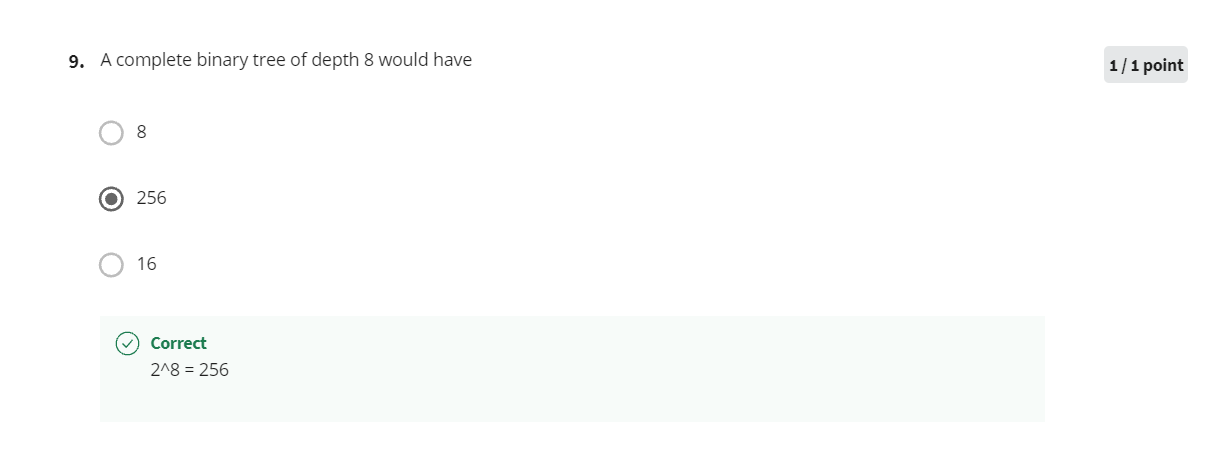 9. A complete binary tree of depth 8 would have
1 / 1 point
8
256
16
Correct
2^8 = 256